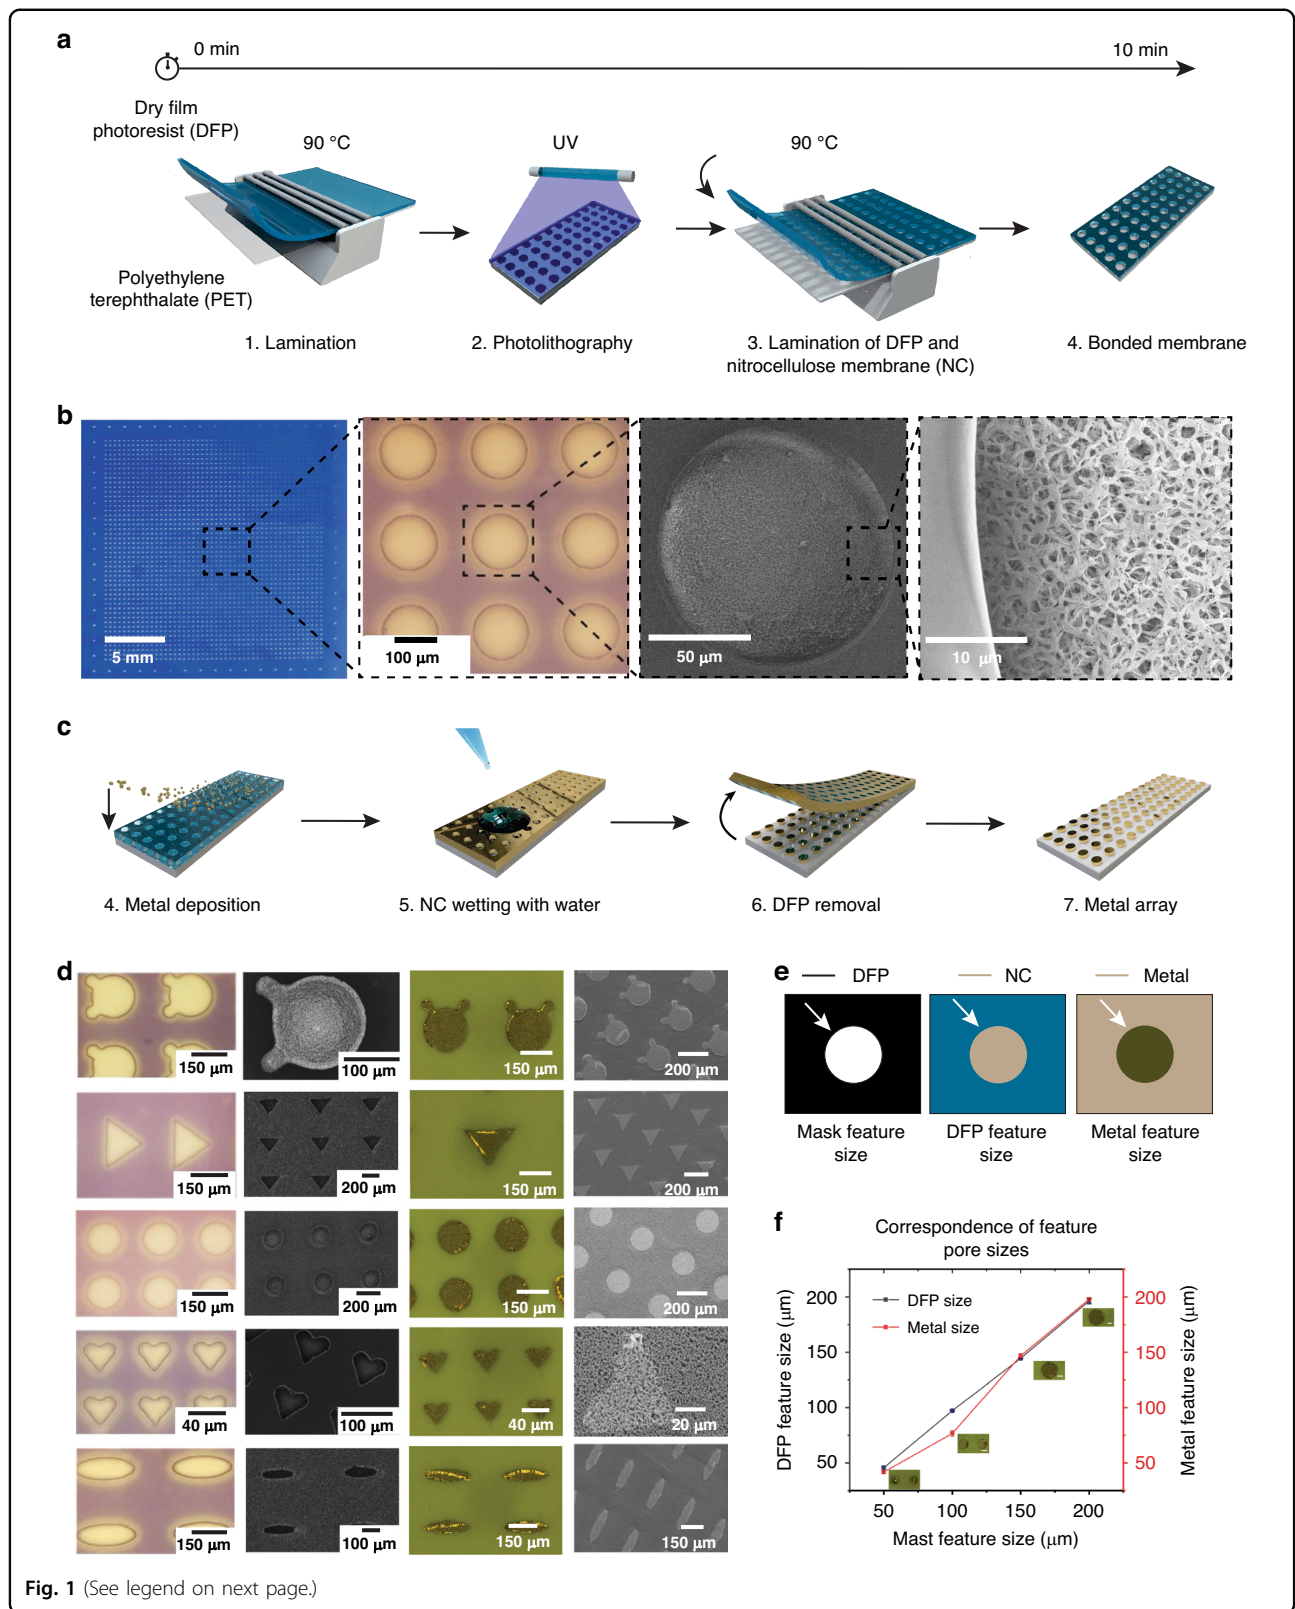 a
0 min
10 min
Dry film
photoresist (DFP)
90 °C
UV
90 °C
Polyethylene
terephthalate (PET)
1. Lamination
2. Photolithography
3. Lamination of DFP and
nitrocellulose membrane (NC)
4. Bonded membrane
b
5 mm
100 µm
50 µm
10 µm
c
4. Metal deposition
5. NC wetting with water
6. DFP removal
7. Metal array
d
150 µm
100 µm
150 µm
200 µm
150 µm
200 µm
150 µm
200 µm
150 µm
200 µm
150 µm
200 µm
40 µm
100 µm
40 µm
20 µm
150 µm
100 µm
150 µm
150 µm
e
DFP
NC
Metal
Mask feature
size
DFP feature
size
Metal feature
size
f
Correspondence of feature
pore sizes
DFP size
Metal size
DFP feature size (µm)
200
150
100
50
200
150
100
50
Metal feature size (µm)
50
100
150
200
Mast feature size (µm)
Fig. 1 (See legend on next page.)